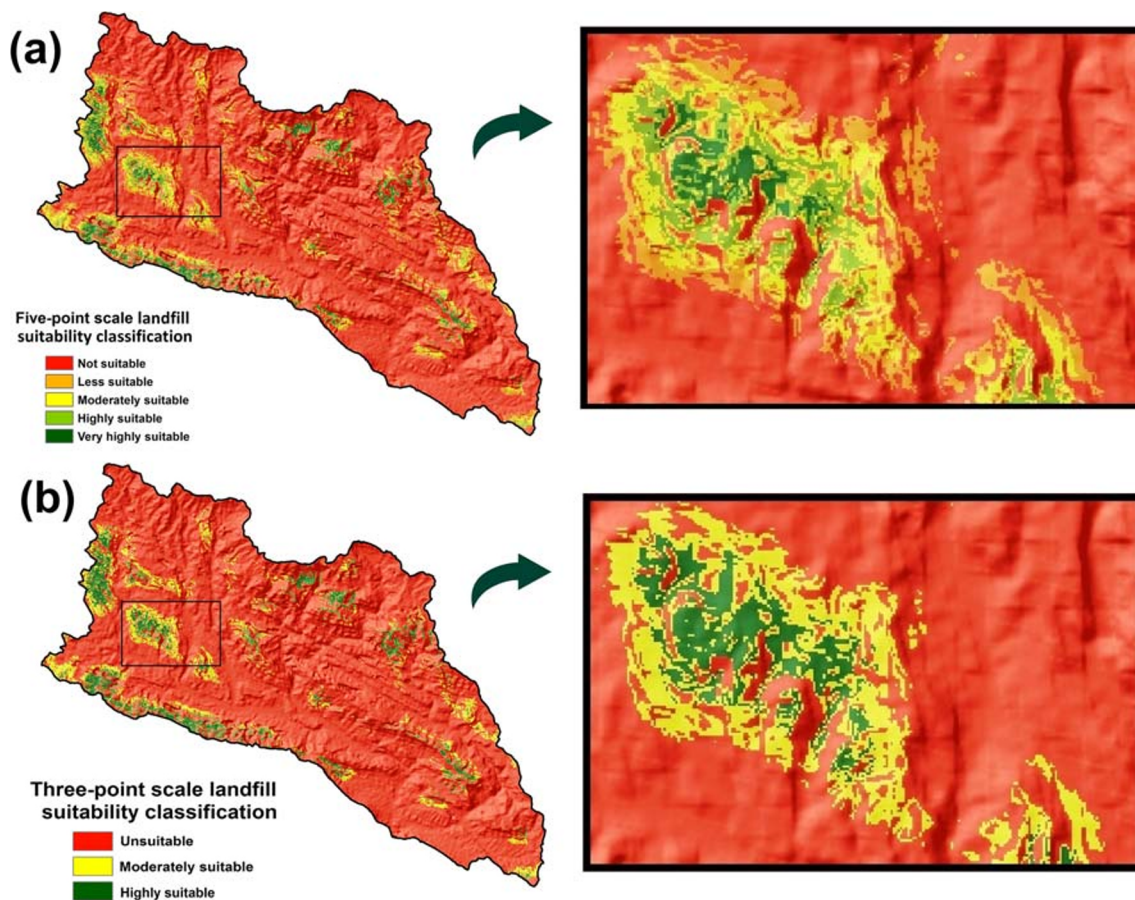 (a)
Five-point scale landfill
suitability classification
Not suitable
Less suitable
Moderately suitable
Highly suitable
Very highly suitable
(b)
Three-point scale landfill
suitability classification
Unsuitable
Moderately suitable
Highly suitable